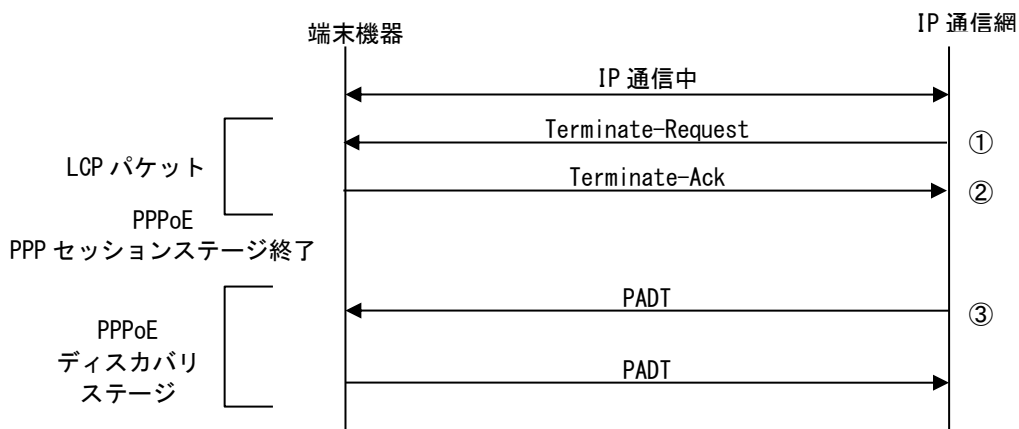 端末機器
IP 通信網
IP 通信中
Terminate-Request
①
LCP パケット
Terminate-Ack
②
PPPoE
PPP セッションステージ終了
PADT
③
PPPoE
ディスカバリ
ステージ
PADT